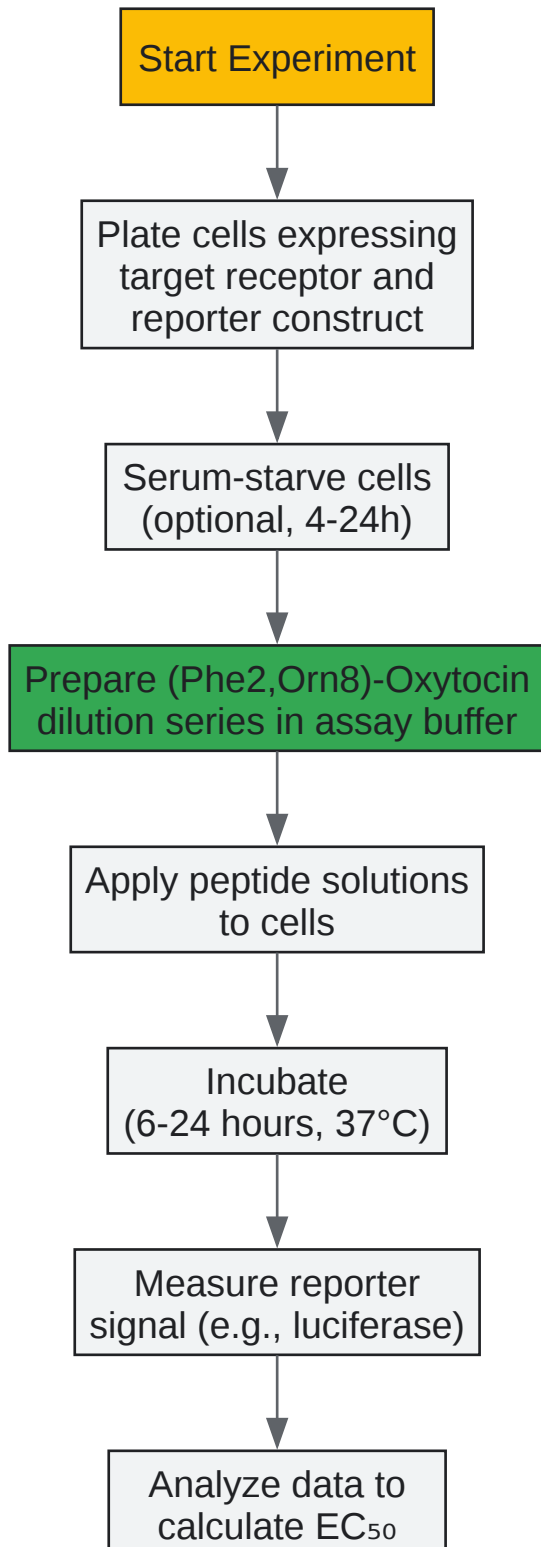 Start Experiment
Plate cells expressing
target receptor and
reporter construct
Serum-starve cells
(optional, 4-24h)
Prepare (Phe2,Orn8)-Oxytocin
dilution series in assay buffer
Apply peptide solutions
to cells
Incubate
(6-24 hours, 37°C)
Measure reporter
signal (e.g., luciferase)
Analyze data to
calculate EC₅₀